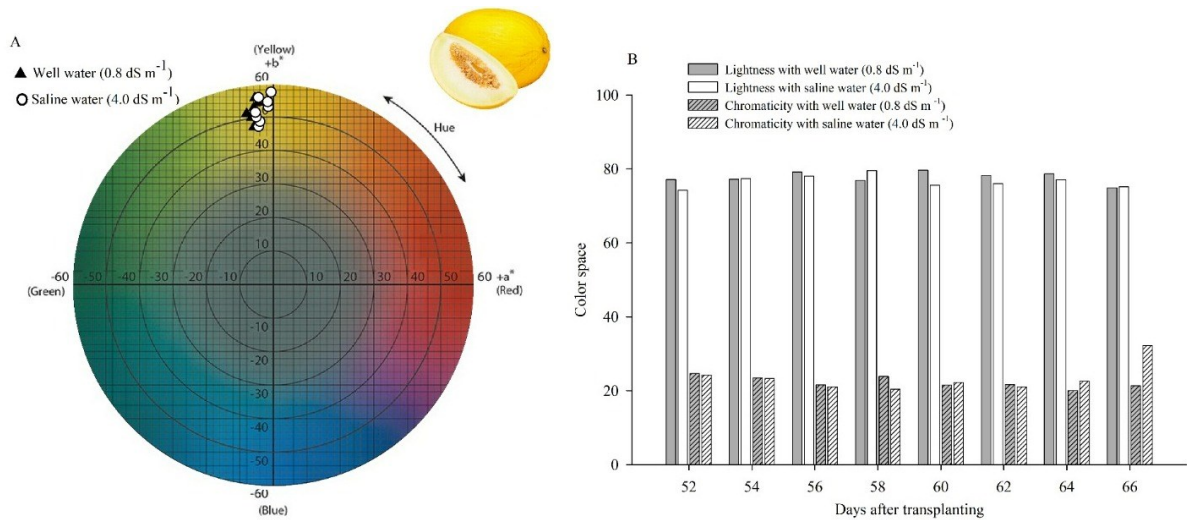 A
▲ Well water (0.8 dS m⁻¹)
○ Saline water (4.0 dS m⁻¹)
(Yellow)
+b*
60
Hue
40
30
20
10
-60 -50 -40 -30 -20 -10 10 20 30 40 50 60 +a*
(Green) (Red)
-10
-20
-30
-40
-50
-60
(Blue)
B
Lightness with well water (0.8 dS m⁻¹)
Lightness with saline water (4.0 dS m⁻¹)
Chromaticity with well water (0.8 dS m⁻¹)
Chromaticity with saline water (4.0 dS m⁻¹)
Color space
100
80
60
40
20
0
52 54 56 58 60 62 64 66
Days after transplanting